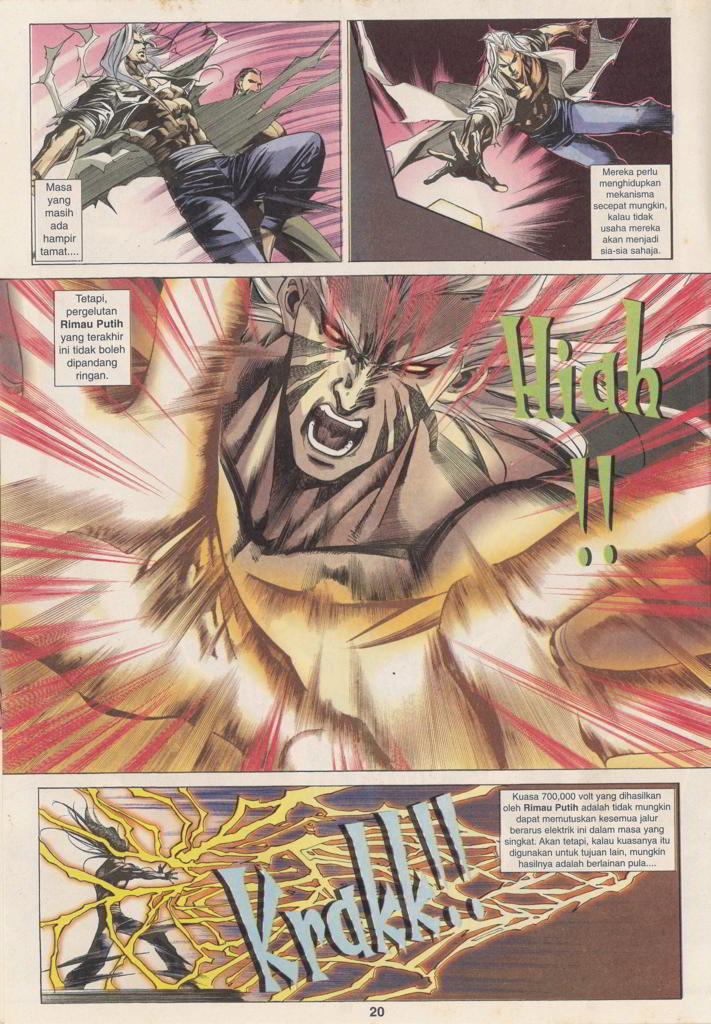 Masa
yang
masih
ada
hampir
tamat....
Mereka perlu
menghidupkan
mekanisma
secepat mungkin,
kalau tidak
usaha mereka
akan menjadi
sia-sia sahaja.
Tetapi,
pergelutan
Rimau Putih
yang terakhir
ini tidak boleh
dipandang
ringan.
Hiah
!!
Kuasa 700,000 volt yang dihasilkan
oleh Rimau Putih adalah tidak mungkin
dapat memutuskan kesemua jalur
berarus elektrik ini dalam masa yang
singkat. Akan tetapi, kalau kuasanya itu
digunakan untuk tujuan lain, mungkin
hasilnya adalah berlainan pula....
Krakk..!!!!
20